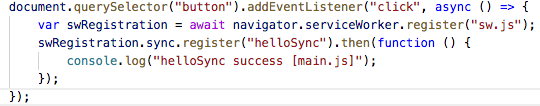 document.querySelector("button").addEventListener("click", async () => {
    var swRegistration = await navigator.serviceWorker.register("sw.js");
    swRegistration.sync.register("helloSync").then(function () {
        console.log("helloSync success [main.js]");
    });
});